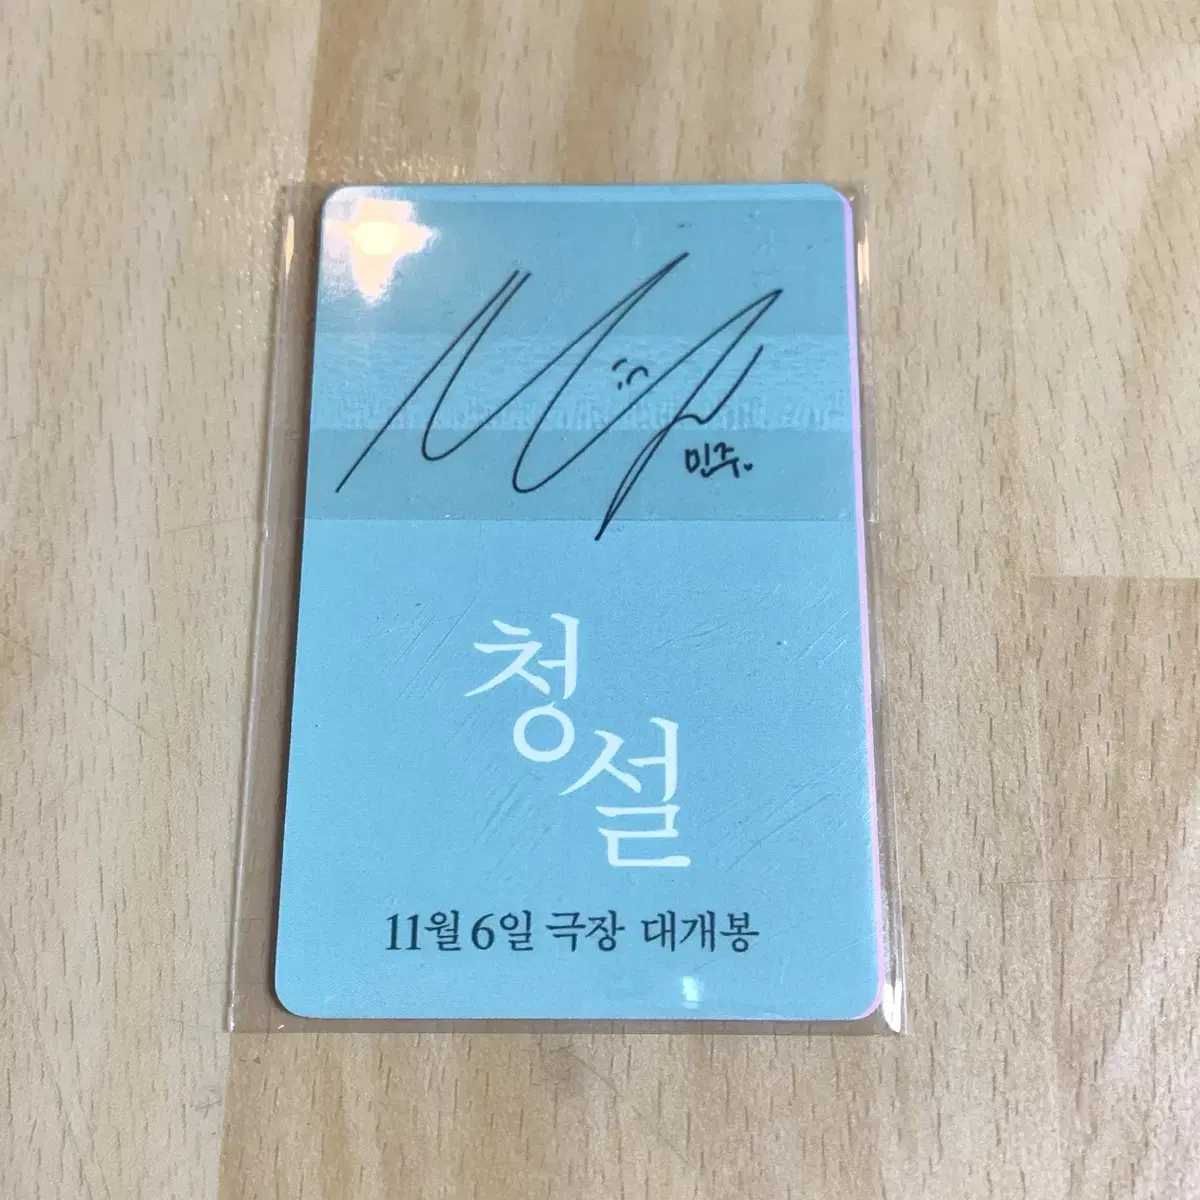 민주.
청
설
11월 6일 극장 대개봉